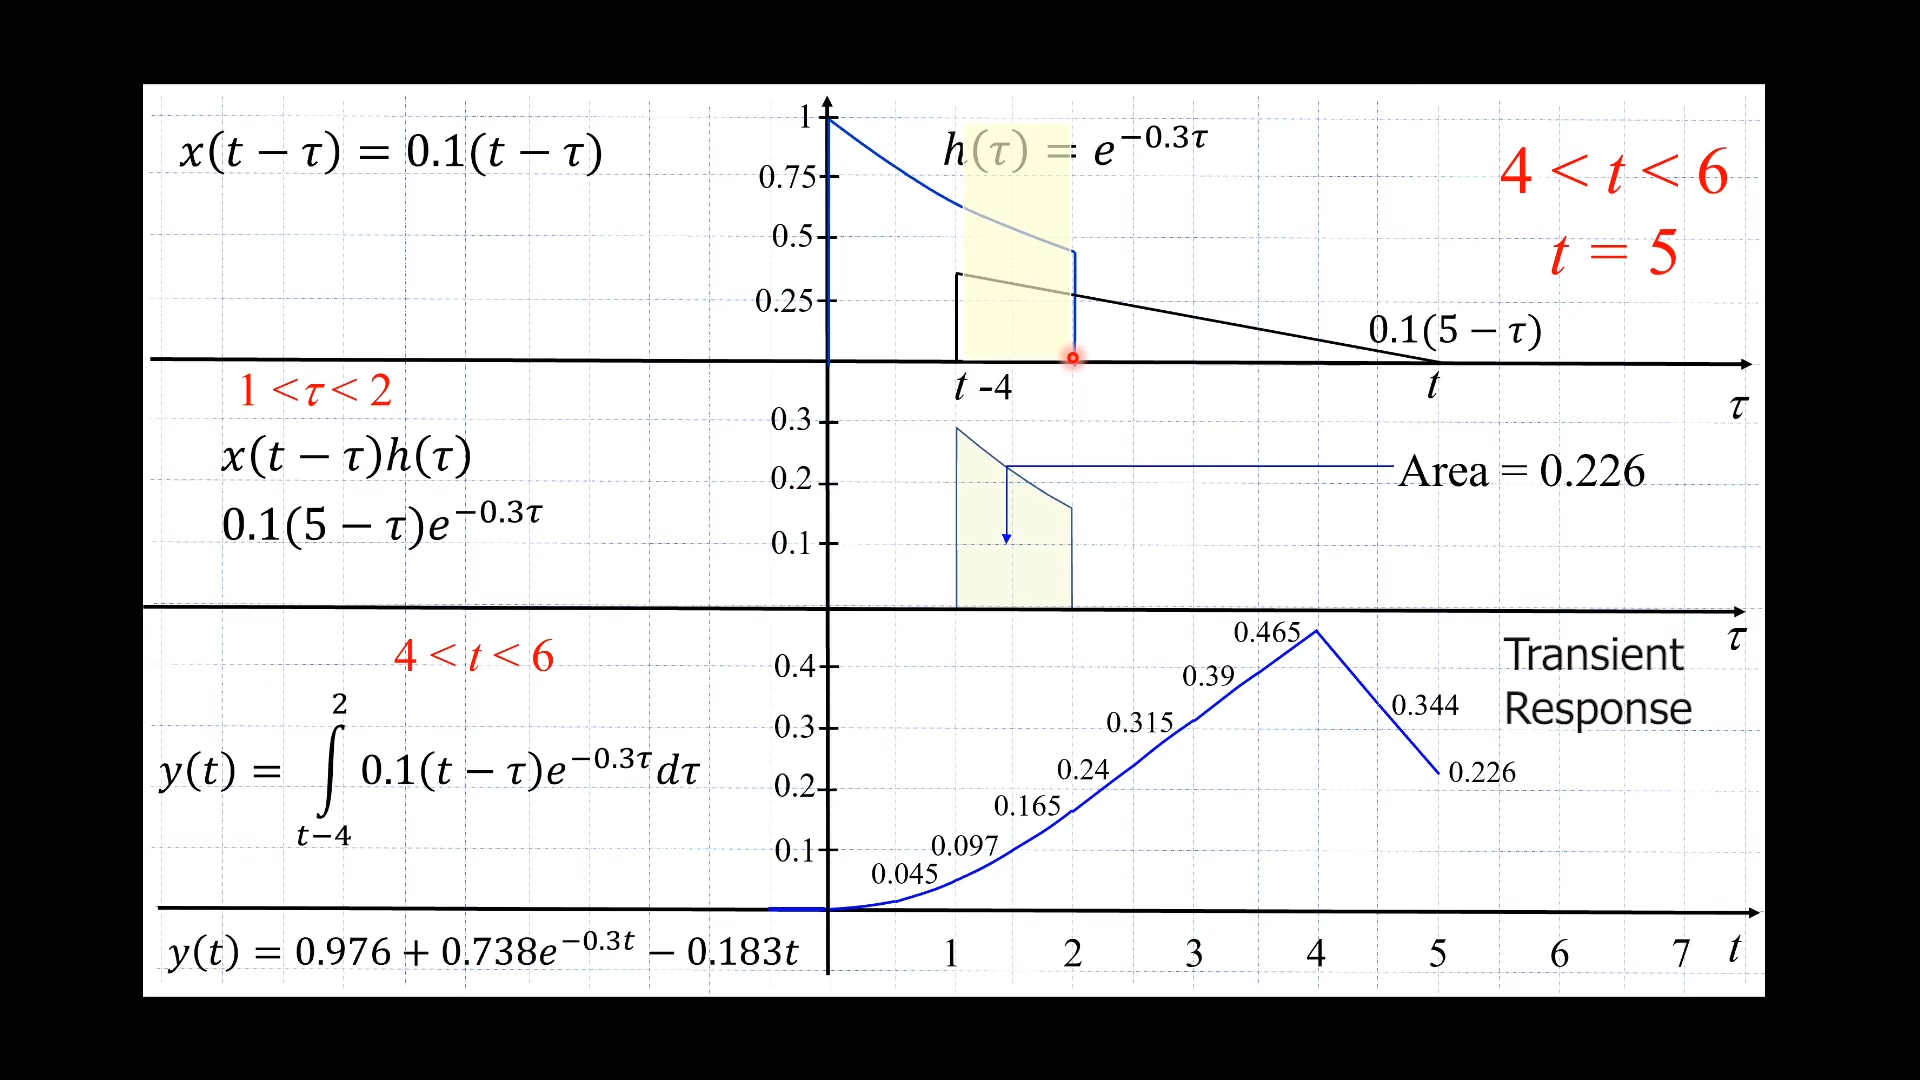 x(t − τ) = 0.1(t − τ)
1
0.75
0.5
0.25
h(τ) = e^{−0.3τ}
4 < t < 6
t = 5
0.1(5 − τ)
t -4
t
τ
1 < τ < 2
x(t − τ)h(τ)
0.1(5 − τ)e^{−0.3τ}
0.3
0.2
0.1
Area = 0.226
τ
4 < t < 6
y(t) = ∫_{t−4}^{2} 0.1(t − τ)e^{−0.3τ}dτ
y(t) = 0.976 + 0.738e^{−0.3t} − 0.183t
0.4
0.3
0.2
0.1
0.045
0.097
0.165
0.24
0.315
0.39
0.465
0.344
0.226
Transient
Response
1 2 3 4 5 6 7 t